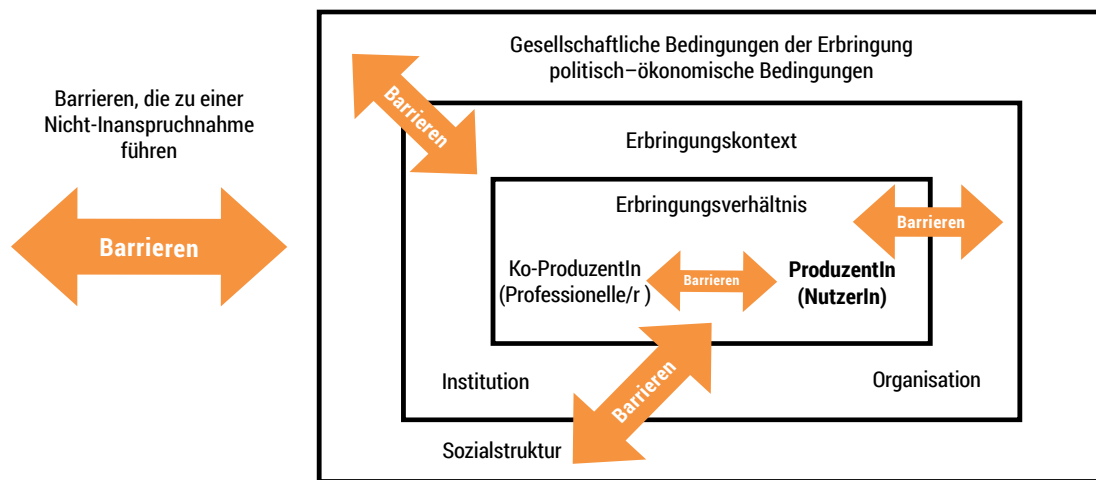 Gesellschaftliche Bedingungen der Erbringung
politisch–ökonomische Bedingungen
Barrieren, die zu einer
Nicht-Inanspruchnahme
führen
Barrieren
Barrieren
Erbringungskontext
Erbringungsverhältnis
Barrieren
Ko-ProduzentIn
(Professionelle/r )
Barrieren
ProduzentIn
(NutzerIn)
Institution
Barrieren
Organisation
Sozialstruktur